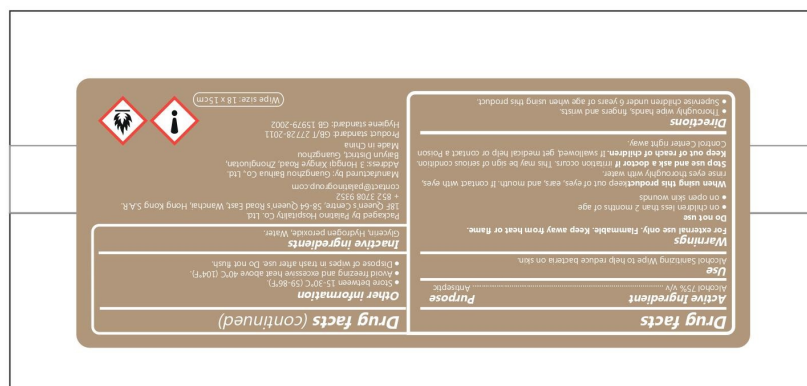 Drug facts
Active Ingredient Purpose
Alcohol 75% v/v ........ Antiseptic
Use
Alcohol Sanitizing Wipe to help reduce bacteria on skin.
Warnings
For external use only. Flammable. Keep away from heat or flame.
Do not use
• on children less than 2 months of age
• on open skin wounds
When using this productkeep out of eyes, ears, and mouth. If contact with eyes,
rinse eyes thoroughly with water.
Stop use and ask a doctor if irritation occurs. This may be sign of serious condition.
Keep out of reach of children. If swallowed, get medical help or contact a Poison
Control Center right away.
Directions
• Thoroughly wipe hands, fingers and wrists.
• Supervise children under 6 years of age when using this product.
Drug facts (continued)
Other information
• Store between 15-30°C (59-86°F).
• Avoid freezing and excessive heat above 40°C (104°F).
• Dispose of wipes in trash after use. Do not flush.
Inactive ingredients
Glycerin, Hydrogen peroxide, Water.
Packaged by Palatino Hospitality Co. Ltd.
18F Queen's Centre, 58-64 Queen's Road East, Wanchai, Hong Kong S.A.R.
+ 852 3708 9352
contact@palatinogroup.com
Manufactured by: Guangzhou Baihua Co., Ltd.
Address: 3 Hongqi Xingye Road, Zhongluotan,
Baiyun District, Guangzhou
Made in China
Product standard: GB/T 27728-2011
Hygiene standard: GB 15979-2002
Wipe size: 18 x 15cm